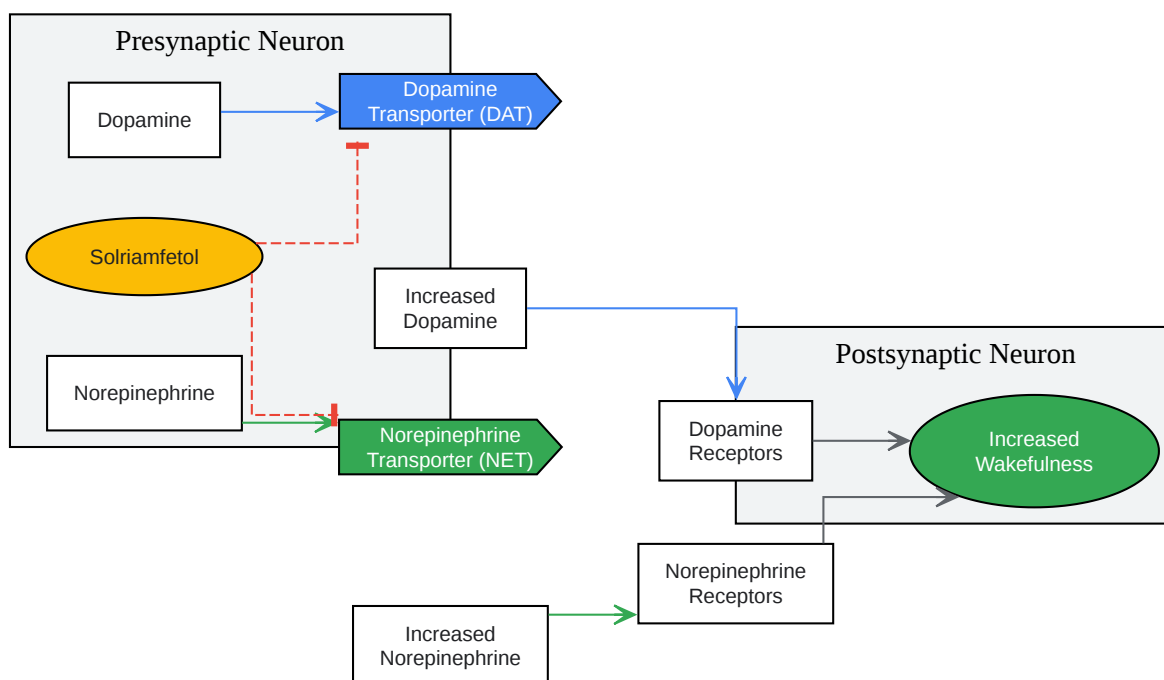 Presynaptic Neuron
Dopamine
Dopamine
Transporter (DAT)
Solriamfetol
Increased
Dopamine
Norepinephrine
Norepinephrine
Transporter (NET)
Postsynaptic Neuron
Dopamine
Receptors
Increased
Wakefulness
Norepinephrine
Receptors
Increased
Norepinephrine